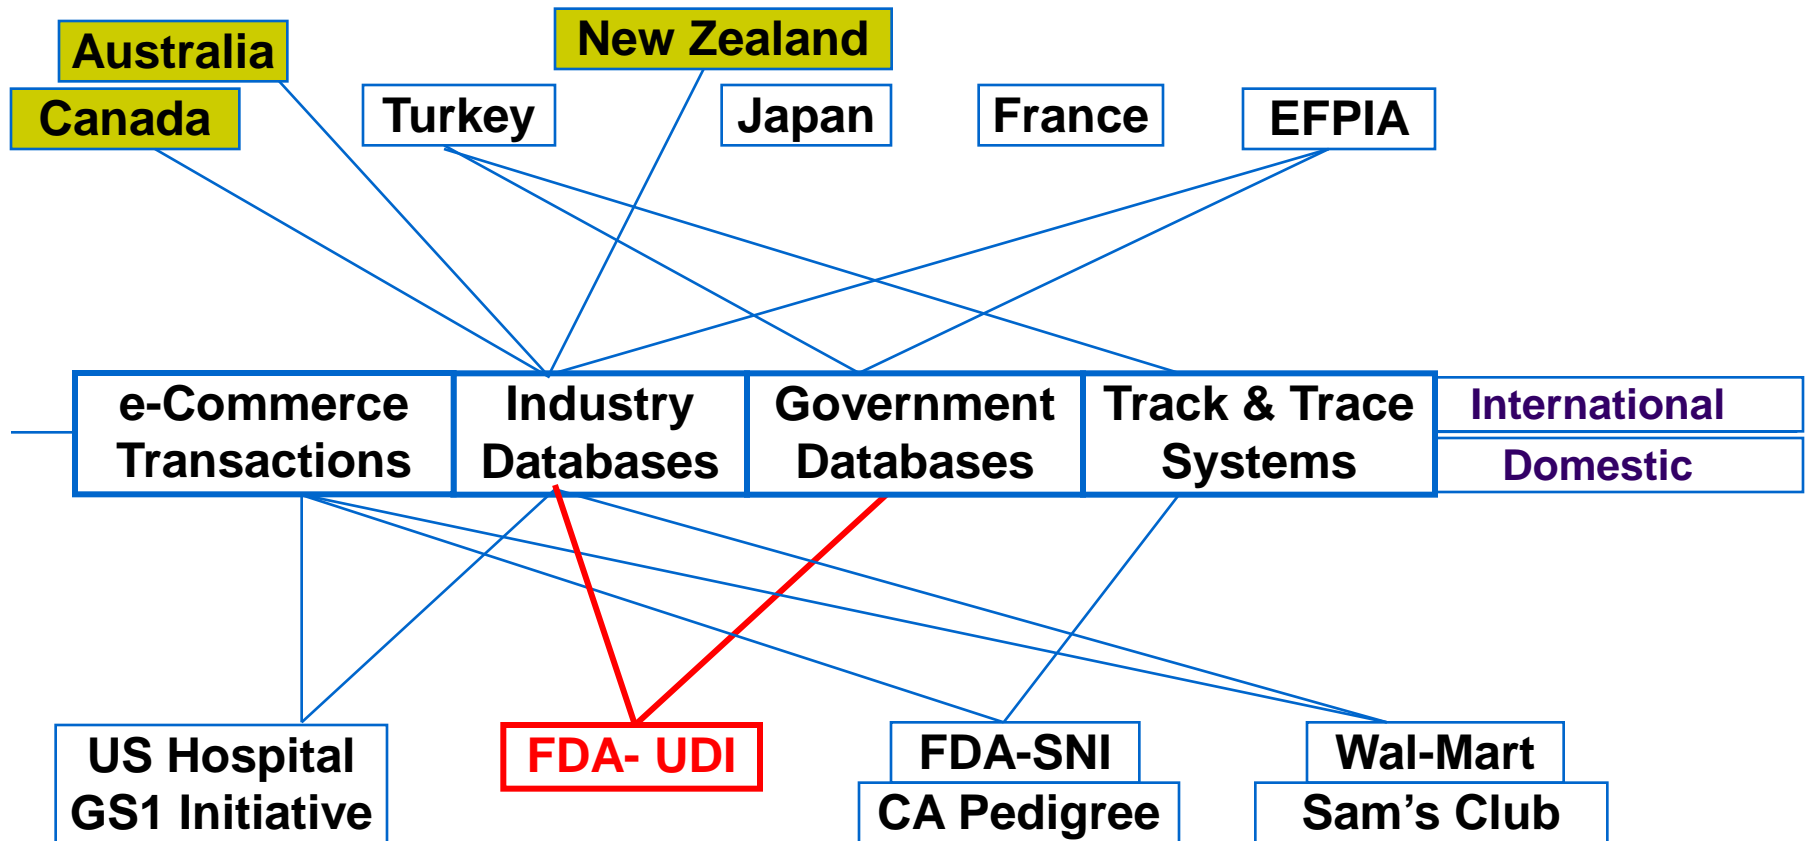 Australia
New Zealand
Canada
Turkey
Japan
France
EFPIA
e-Commerce
Transactions
Industry
Databases
Government
Databases
Track & Trace
Systems
International
Domestic
US Hospital
GS1 Initiative
FDA- UDI
FDA-SNI
CA Pedigree
Wal-Mart
Sam's Club